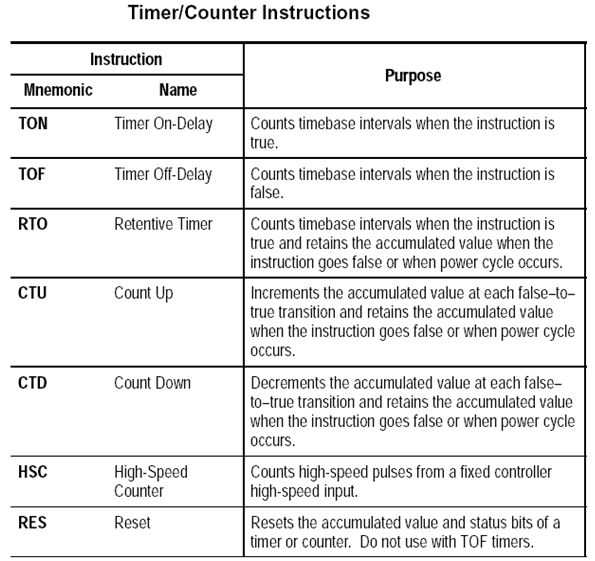 Timer/Counter Instructions
Instruction
Purpose
Mnemonic Name
TON Timer On-Delay Counts timebase intervals when the instruction is
true.
TOF Timer Off-Delay Counts timebase intervals when the instruction is
false.
RTO Retentive Timer Counts timebase intervals when the instruction is
true and retains the accumulated value when the
instruction goes false or when power cycle occurs.
CTU Count Up Increments the accumulated value at each false–to–
true transition and retains the accumulated value
when the instruction goes false or when power cycle
occurs.
CTD Count Down Decrements the accumulated value at each false–
to–true transition and retains the accumulated value
when the instruction goes false or when power cycle
occurs.
HSC High-Speed Counts high-speed pulses from a fixed controller
Counter high-speed input.
RES Reset Resets the accumulated value and status bits of a
timer or counter. Do not use with TOF timers.